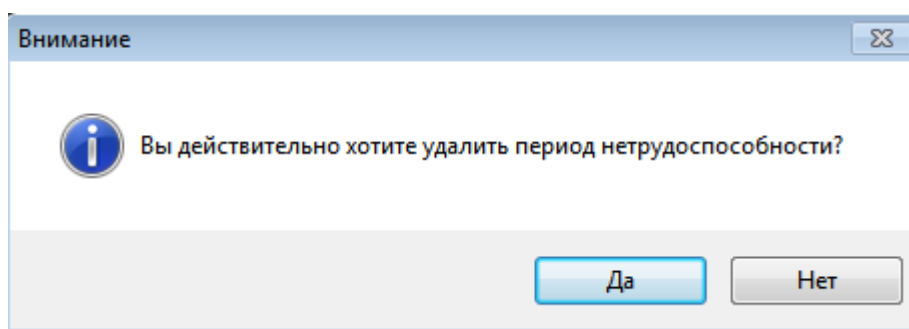 Внимание
Вы действительно хотите удалить период нетрудоспособности?
Да
Нет